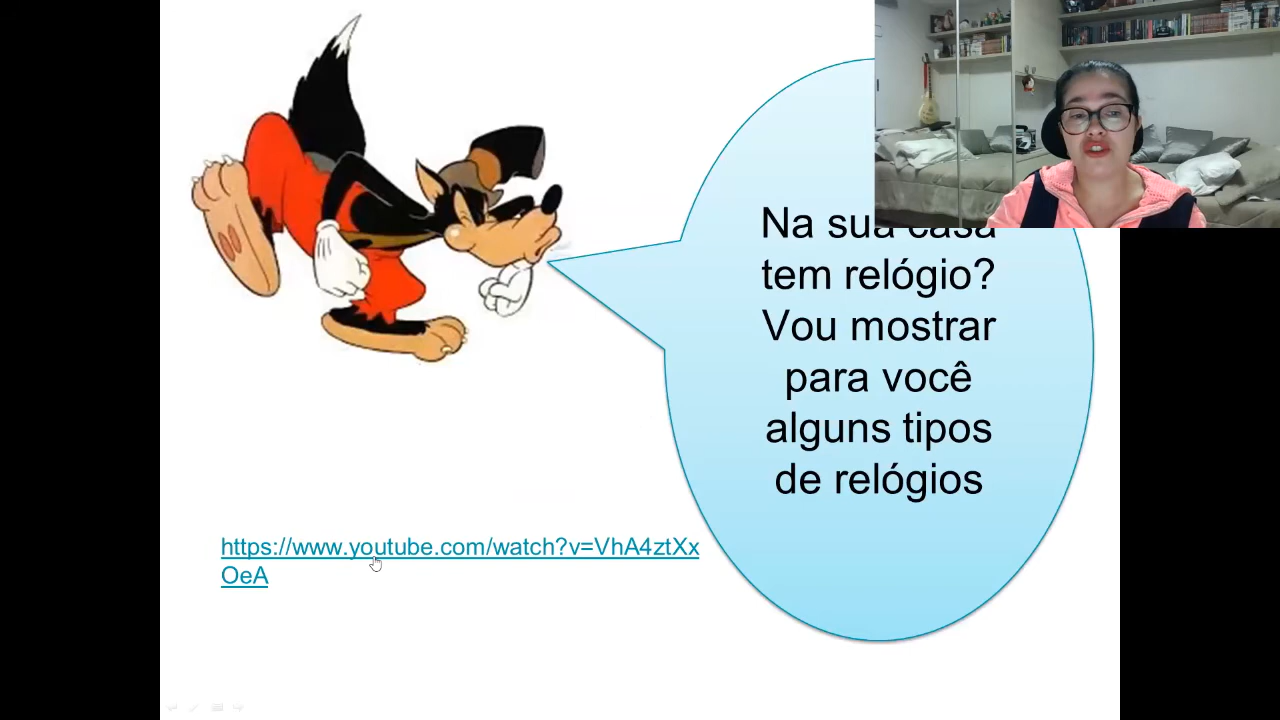 Na sua casa
tem relógio?
Vou mostrar
para você
alguns tipos
de relógios
https://www.youtube.com/watch?v=VhA4ztXx
OeA